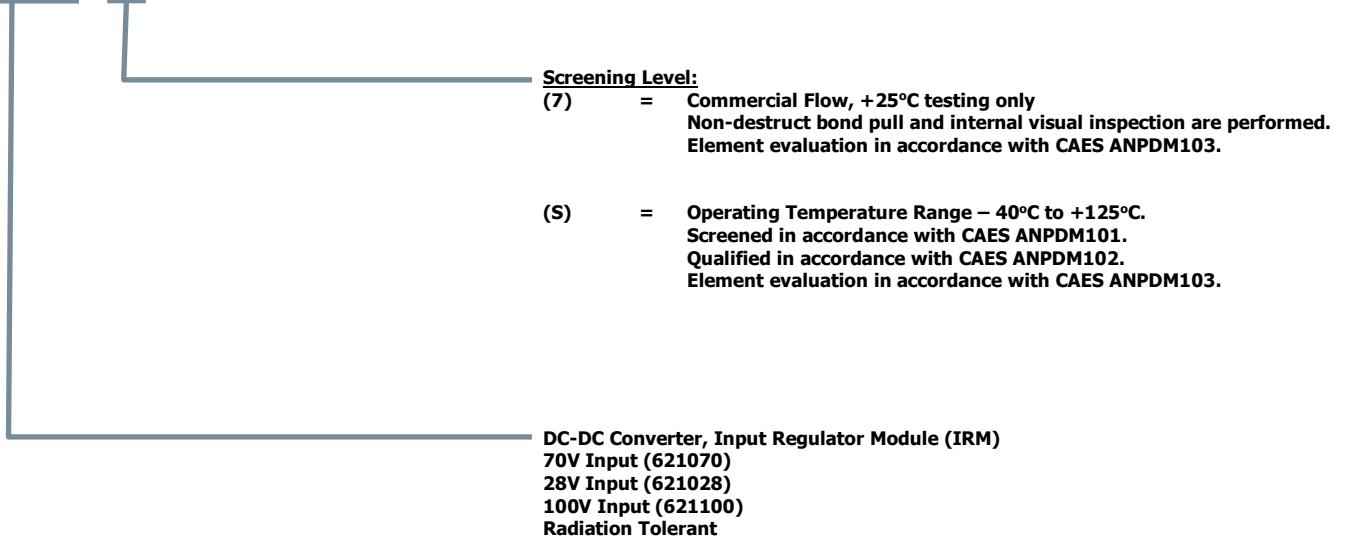 Screening Level:
(7) = Commercial Flow, +25°C testing only
Non-destruct bond pull and internal visual inspection are performed.
Element evaluation in accordance with CAES ANPDM103.
(S) = Operating Temperature Range – 40°C to +125°C.
Screened in accordance with CAES ANPDM101.
Qualified in accordance with CAES ANPDM102.
Element evaluation in accordance with CAES ANPDM103.
DC-DC Converter, Input Regulator Module (IRM)
70V Input (621070)
28V Input (621028)
100V Input (621100)
Radiation Tolerant